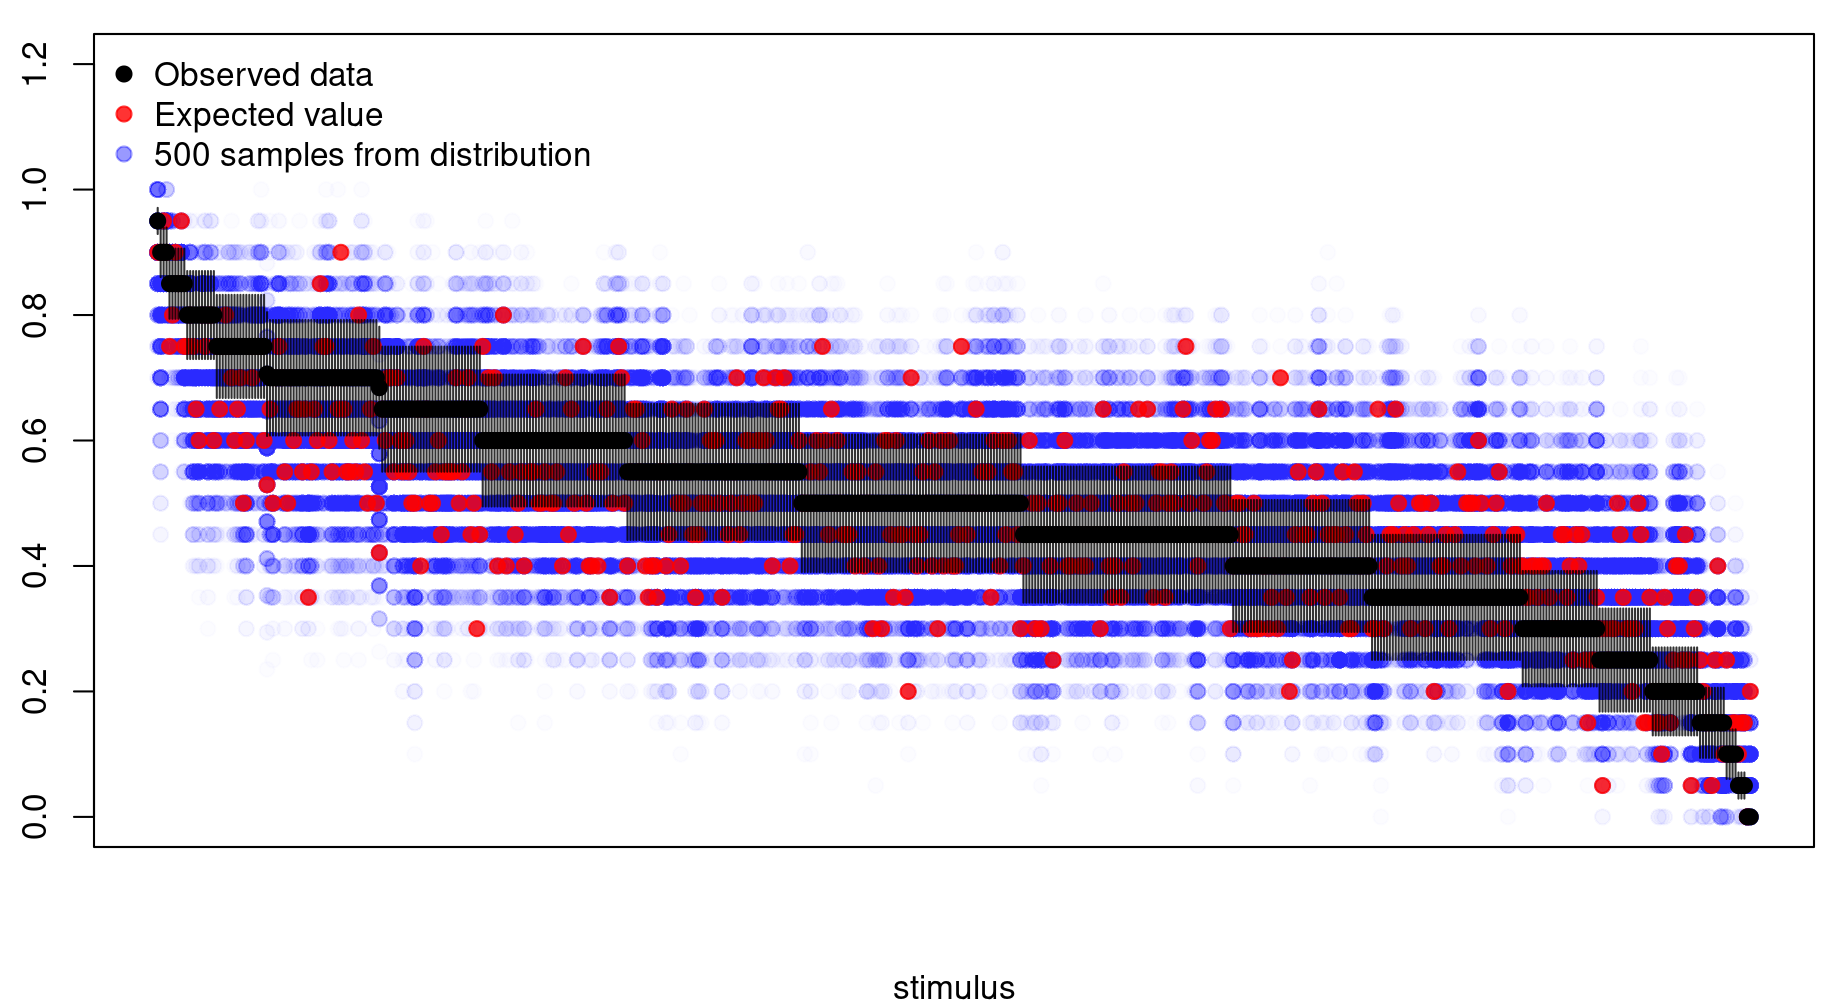 1.2
1.0
0.8
0.6
0.4
0.2
0.0
Observed data
Expected value
500 samples from distribution
stimulus